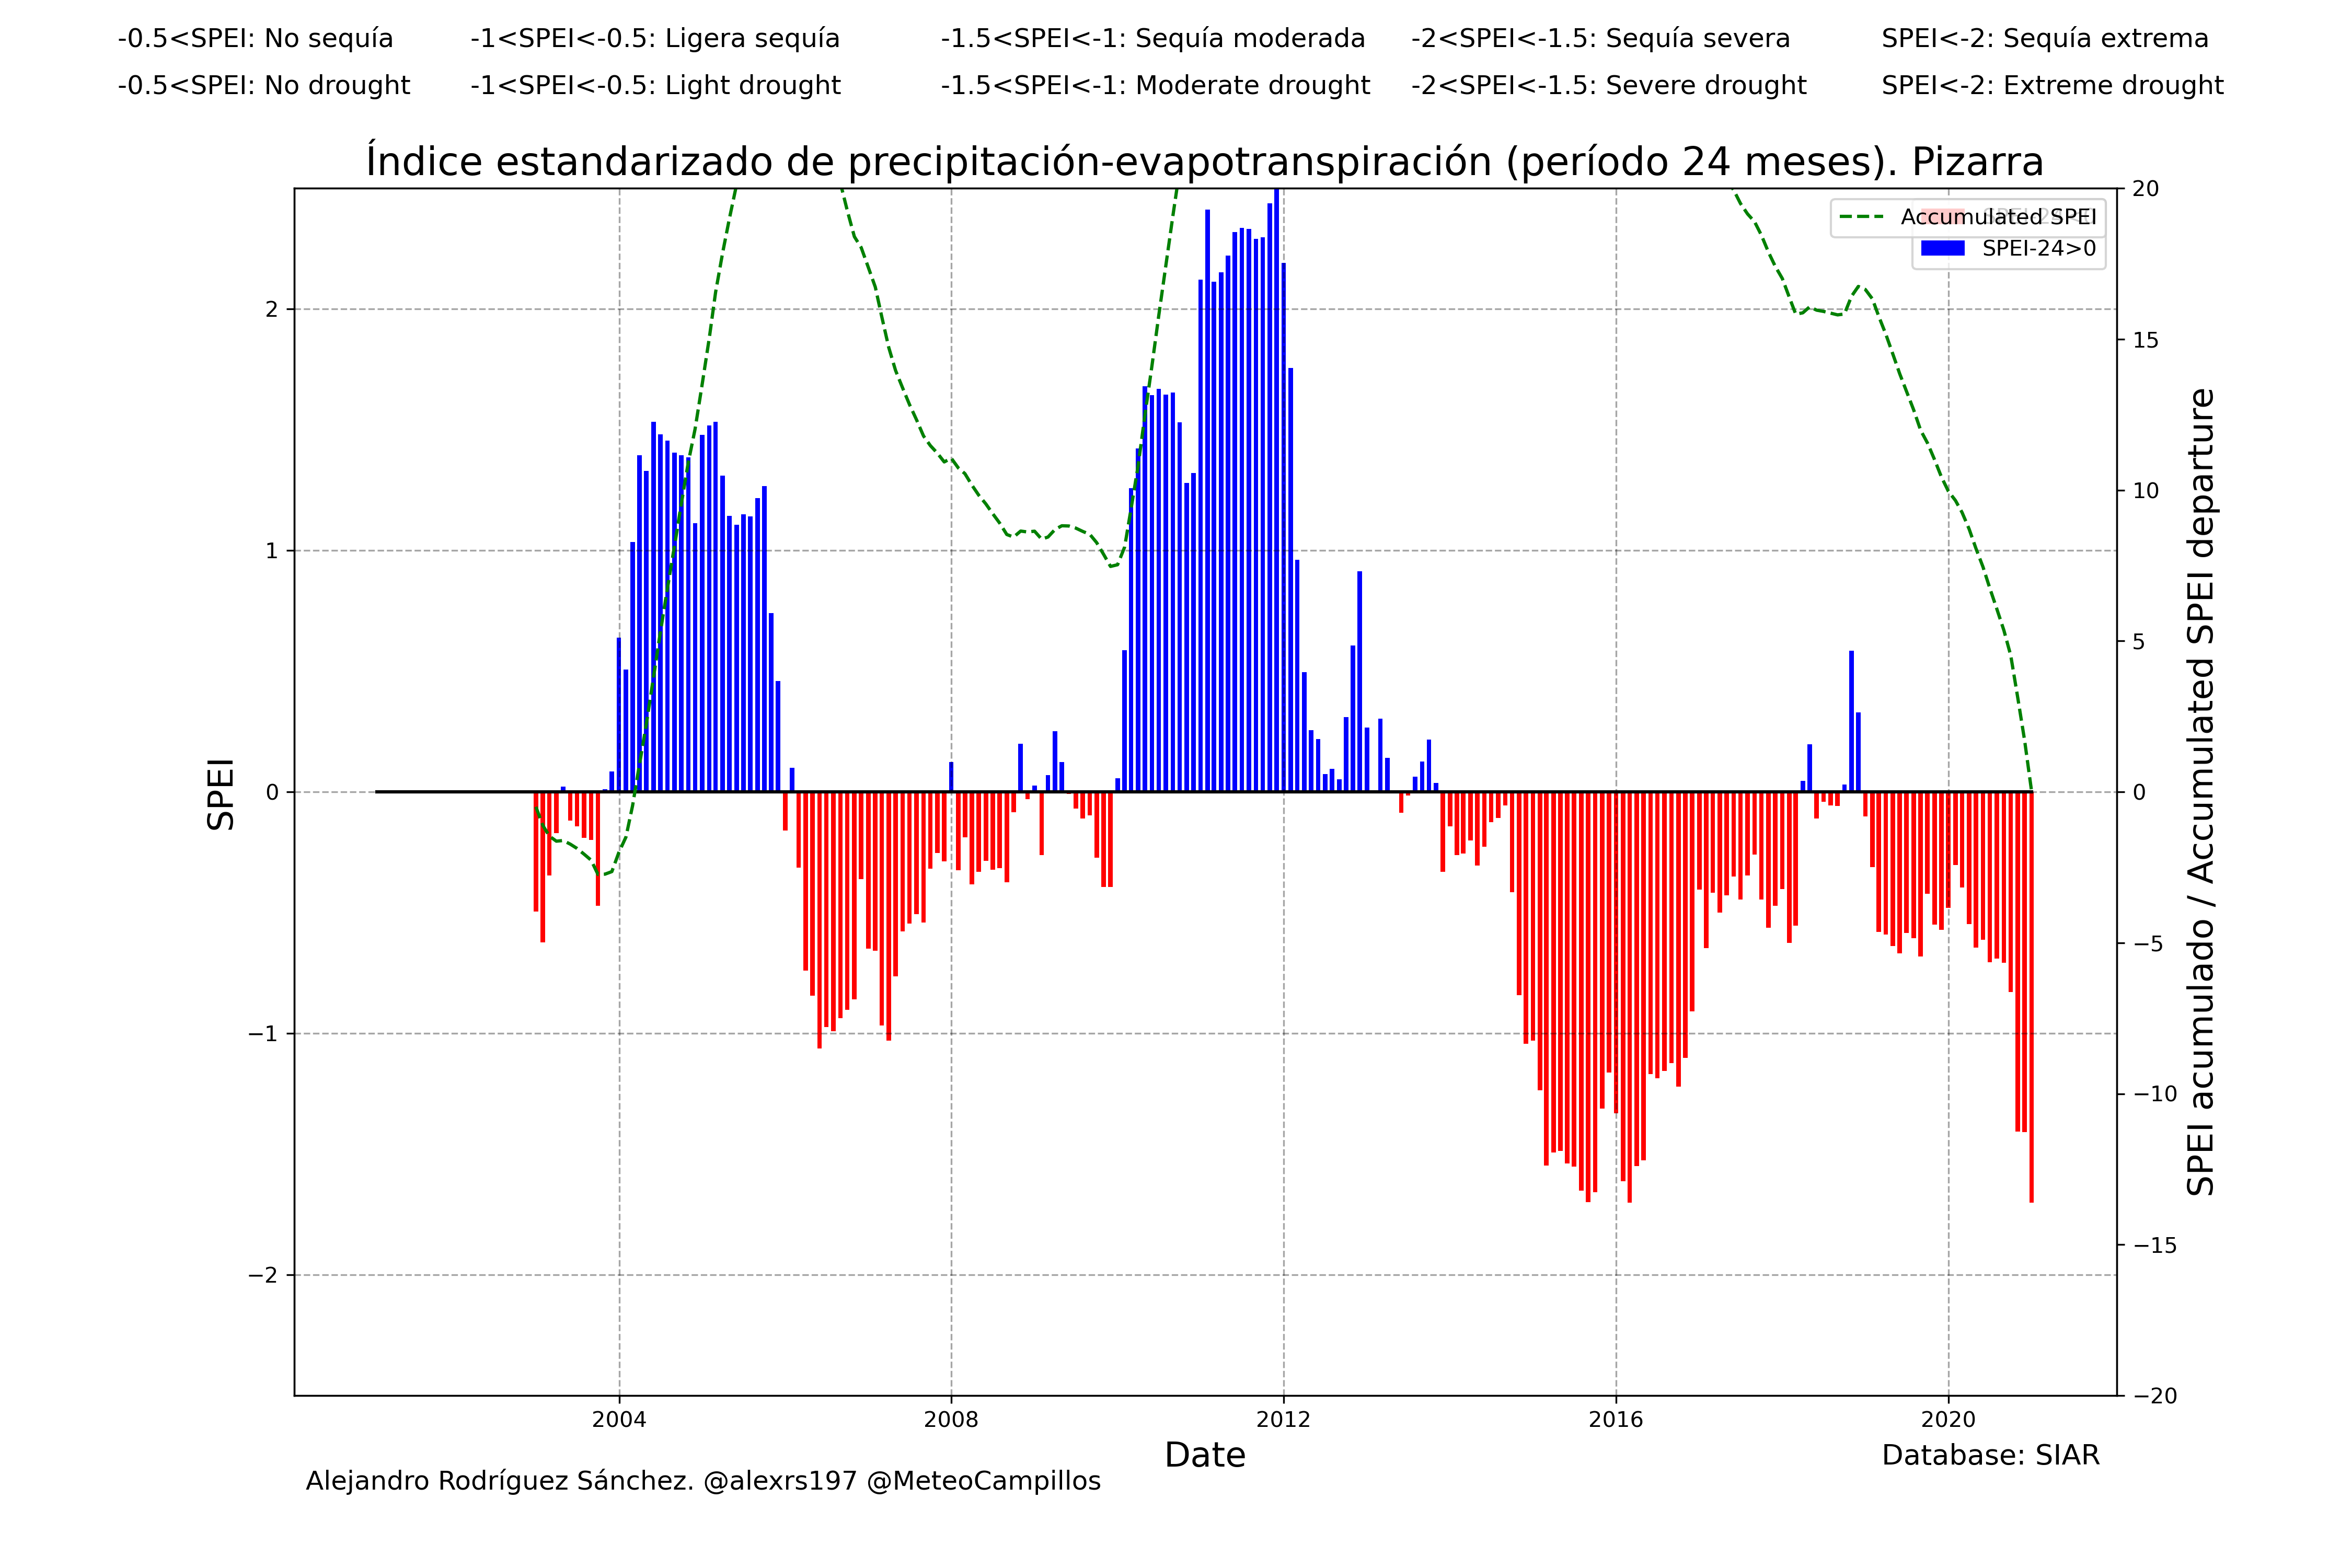 -0.5<SPEI: No sequía -1<SPEI<-0.5: Ligera sequía -1.5<SPEI<-1: Sequía moderada -2<SPEI<-1.5: Sequía severa SPEI<-2: Sequía extrema
-0.5<SPEI: No drought -1<SPEI<-0.5: Light drought -1.5<SPEI<-1: Moderate drought -2<SPEI<-1.5: Severe drought SPEI<-2: Extreme drought
Índice estandarizado de precipitación-evapotranspiración (período 24 meses). Pizarra
Accumulated SPEI
SPEI-24>0
SPEI
2
1
0
−1
−2
20
15
10
5
0
−5
−10
−15
−20
SPEI acumulado / Accumulated SPEI departure
2004 2008 2012 2016 2020
Date
Database: SIAR
Alejandro Rodríguez Sánchez. @alexrs197 @MeteoCampillos